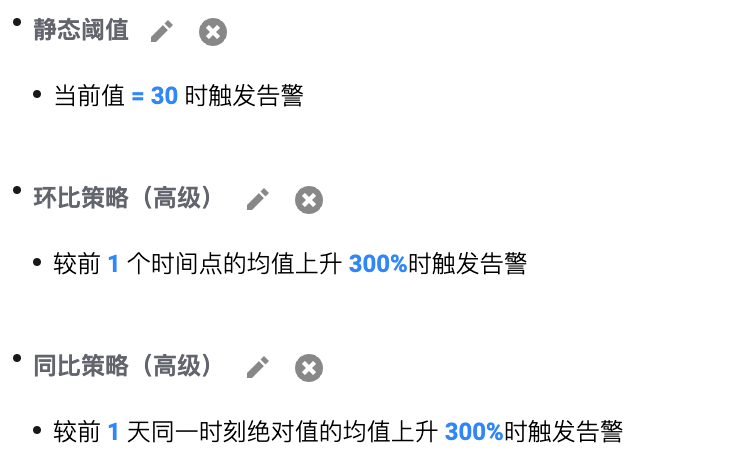 静态阈值
当前值 = 30 时触发告警
环比策略（高级）
较前 1 个时间点的均值上升 300%时触发告警
同比策略（高级）
较前 1 天同一时刻绝对值的均值上升 300%时触发告警